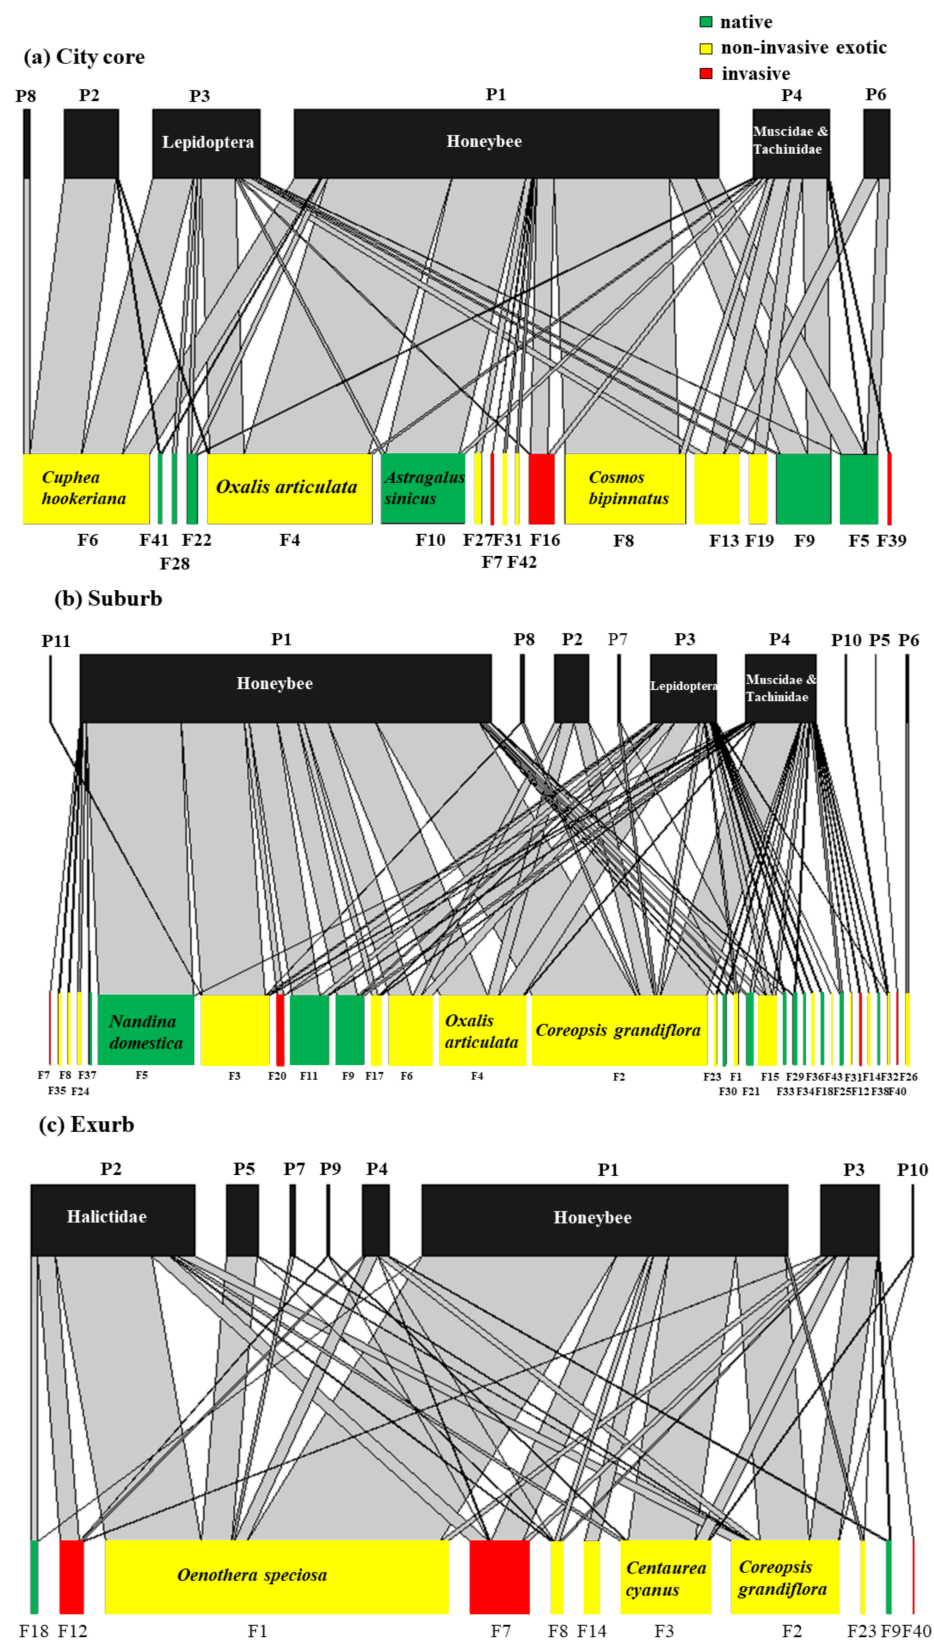 native
(a) City core
non-invasive exotic
invasive
P8 P2 P3 P1 P4 P6
Lepidoptera
Honeybee
Muscidae &
Tachinidae
Cuphea
hookeriana
Oxalis articulata
Astragalus
sinicus
Cosmos
bipinnatus
F6 F41 F22 F4 F10 F27 F31 F16 F8 F13 F19 F9 F5 F39
F28 F7 F42
(b) Suburb
P11 P1 P8 P2 P7 P3 P4 P10 P5 P6
Honeybee
Lepidoptera
Muscidae &
Tachinidae
Nandina
domestica
Oxalis
articulata
Coreopsis grandiflora
F7 F8 F37 F5 F3 F20 F11 F9 F17 F6 F4 F2 F23 F1 F15 F29 F36 F43 F31 F14 F32 F26
F35 F24 F30 F21 F33 F34 F18 F25 F12 F38 F40
(c) Exurb
P2 P5 P7 P9 P4 P1 P3 P10
Halictidae
Honeybee
Oenothera speciosa
Centaurea
cyanus
Coreopsis
grandiflora
F18 F12 F1 F7 F8 F14 F3 F2 F23 F9 F40